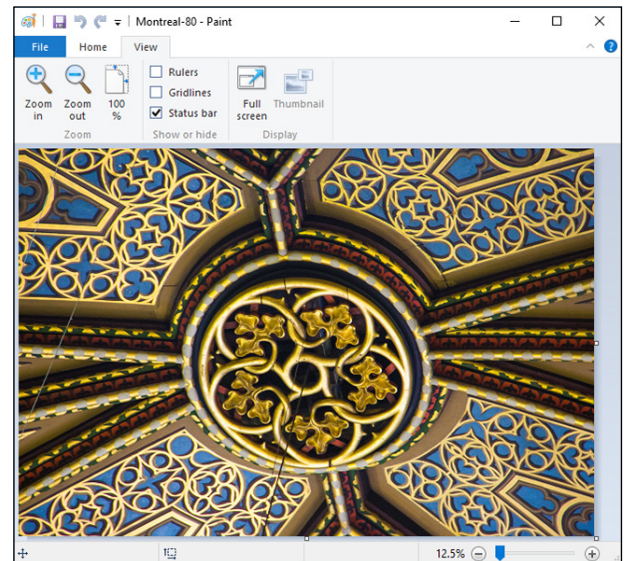 Montreal-80 - Paint
File Home View
Zoom in
Zoom out
100 %
Rulers
Gridlines
Status bar
Full screen
Thumbnail
Zoom
Show or hide
Display
12.5%